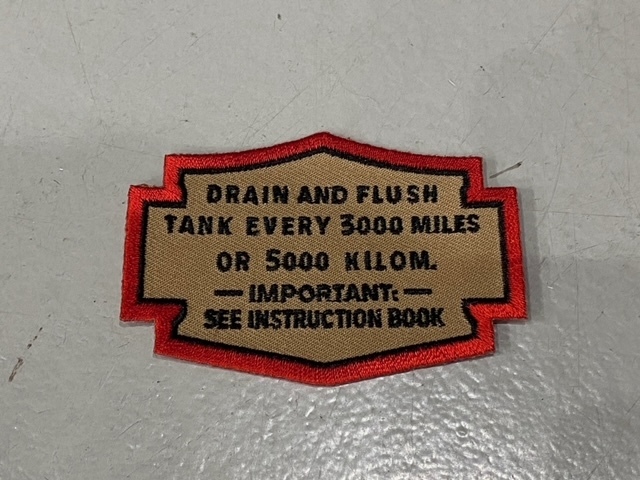 DRAIN AND FLUSH
TANK EVERY 3000 MILES
OR 5000 KILOM.
— IMPORTANT: —
SEE INSTRUCTION BOOK